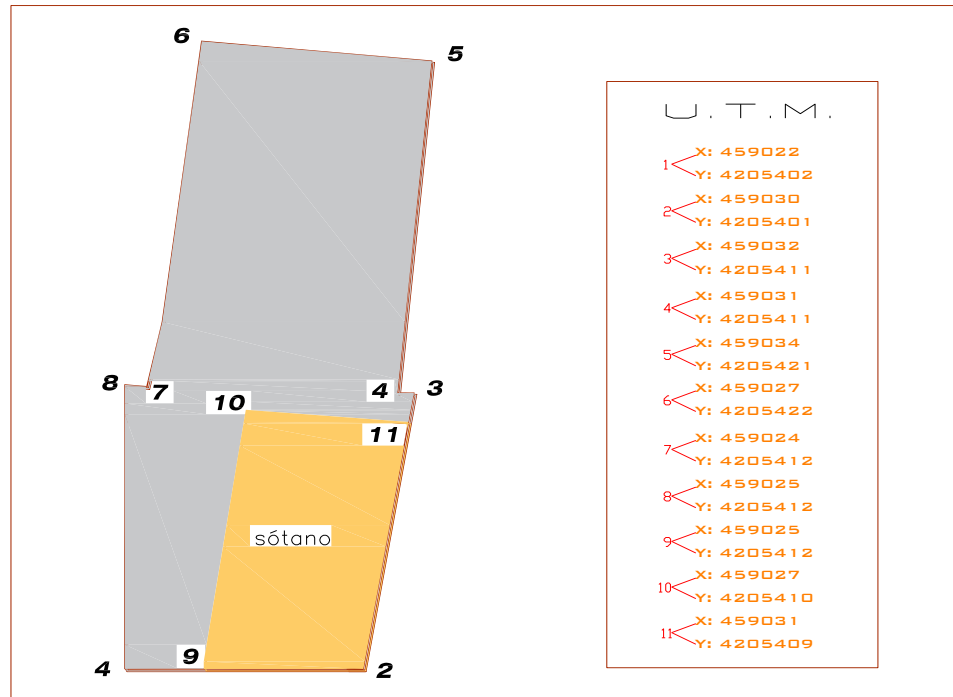 6
5
8
7
4
3
10
11
sótano
9
4
2
U.T.M.
1
X: 459022
Y: 4205402
2
X: 459030
Y: 4205401
3
X: 459032
Y: 4205411
4
X: 459031
Y: 4205411
5
X: 459034
Y: 4205421
6
X: 459027
Y: 4205422
7
X: 459024
Y: 4205412
8
X: 459025
Y: 4205412
9
X: 459025
Y: 4205412
10
X: 459027
Y: 4205410
11
X: 459031
Y: 4205409